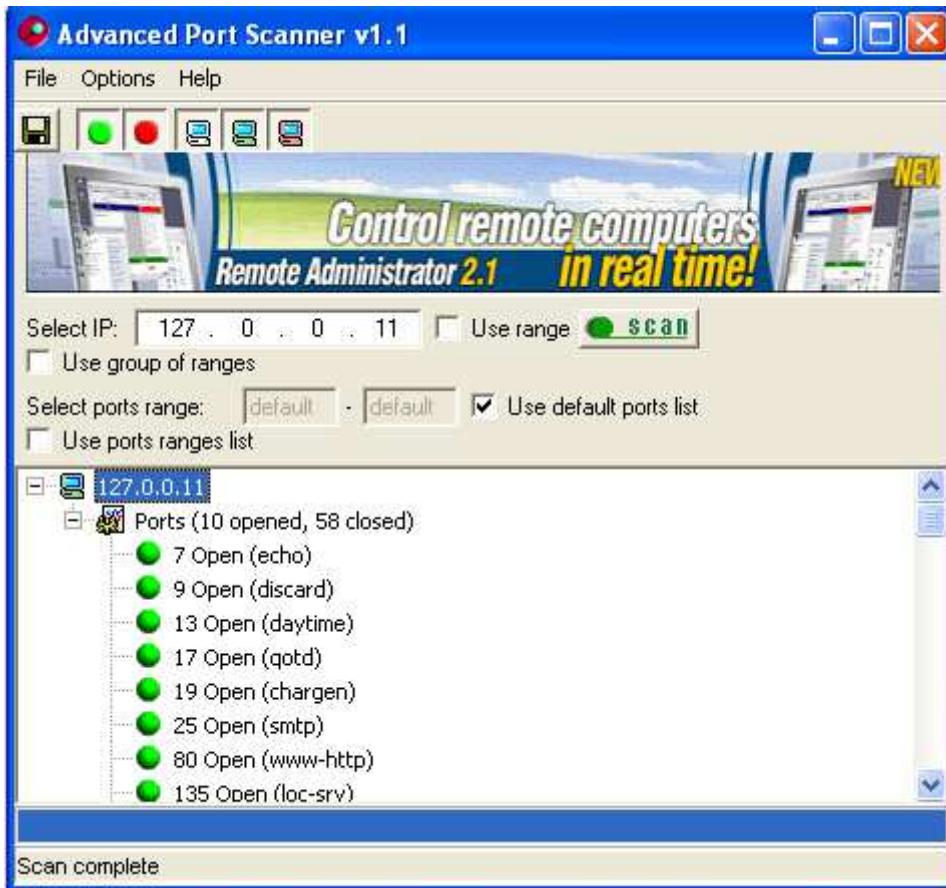 Advanced Port Scanner v1.1
File Options Help
NEW
Control remote computers
Remote Administrator 2.1 in real time!
Select IP: 127 . 0 . 0 . 11 Use range scan
Use group of ranges
Select ports range: default - default Use default ports list
Use ports ranges list
127.0.0.11
Ports (10 opened, 58 closed)
7 Open (echo)
9 Open (discard)
13 Open (daytime)
17 Open (qotd)
19 Open (chargen)
25 Open (smtp)
80 Open (www-http)
135 Open (loc-srv)
Scan complete